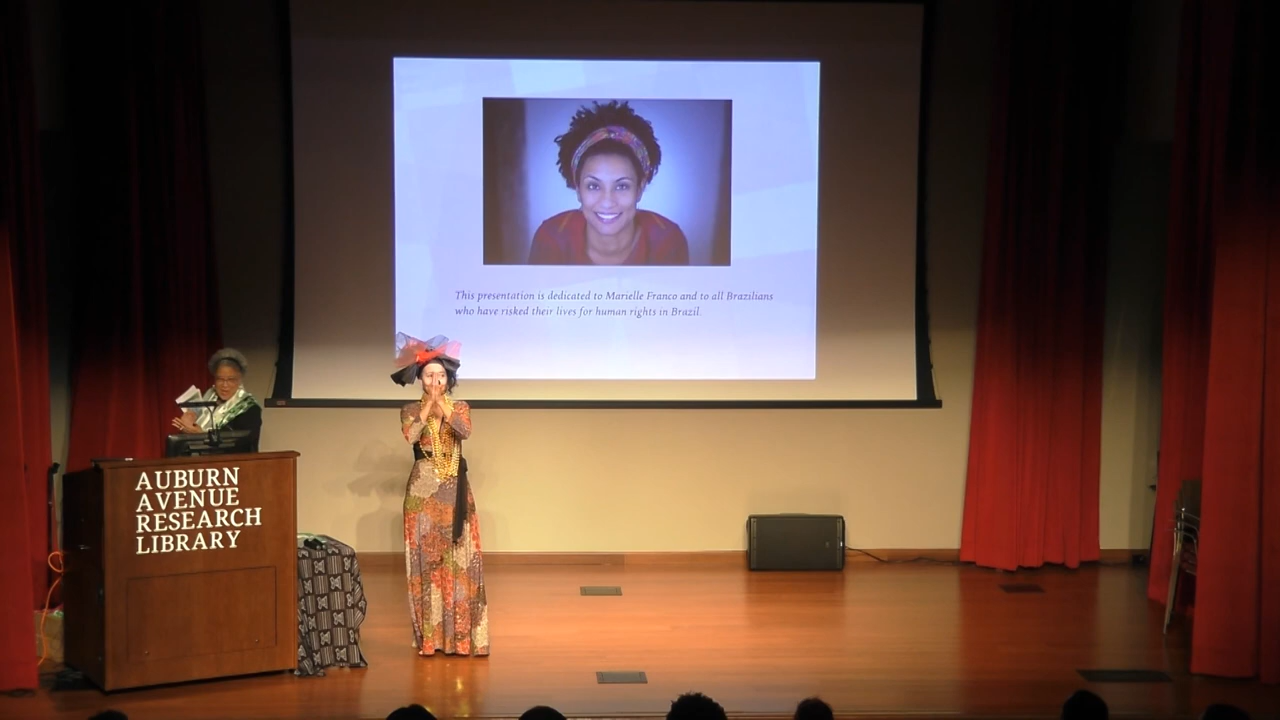 This presentation is dedicated to Marielle Franco and to all Brazilians
who have risked their lives for human rights in Brazil.
AUBURN
AVENUE
RESEARCH
LIBRARY